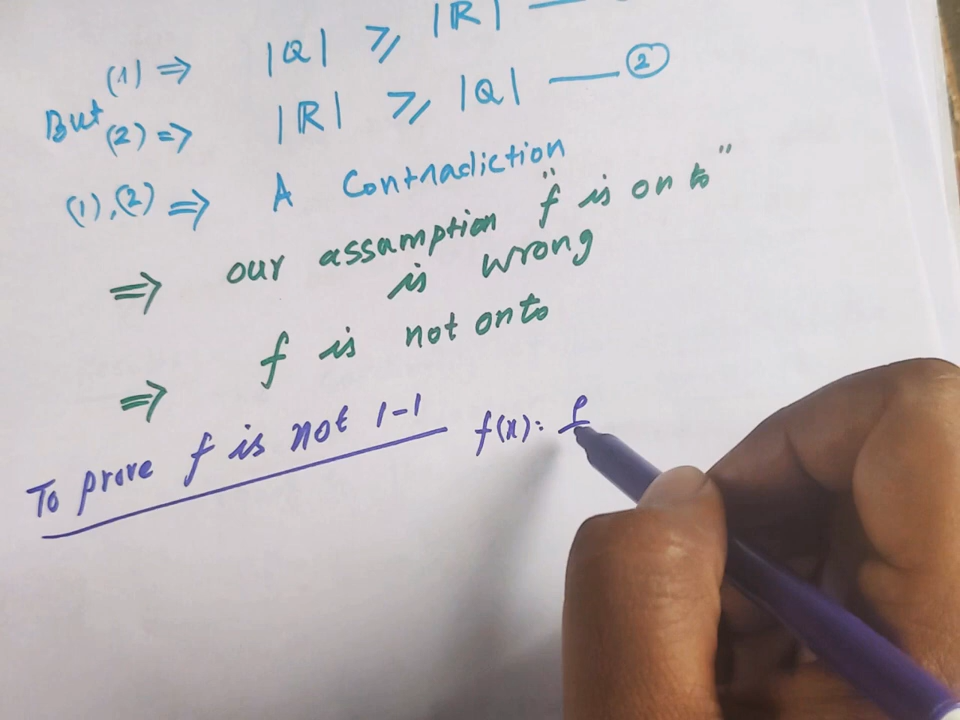 (1) ⇒ |Q| ⩾ |ℝ| —
But (2) ⇒ |ℝ| ⩾ |Q| — ②
(1), (2) ⇒ A Contradiction
⇒ our assumption "f is onto"
is wrong
⇒ f is not onto
To prove f is not 1-1 f(x) = p